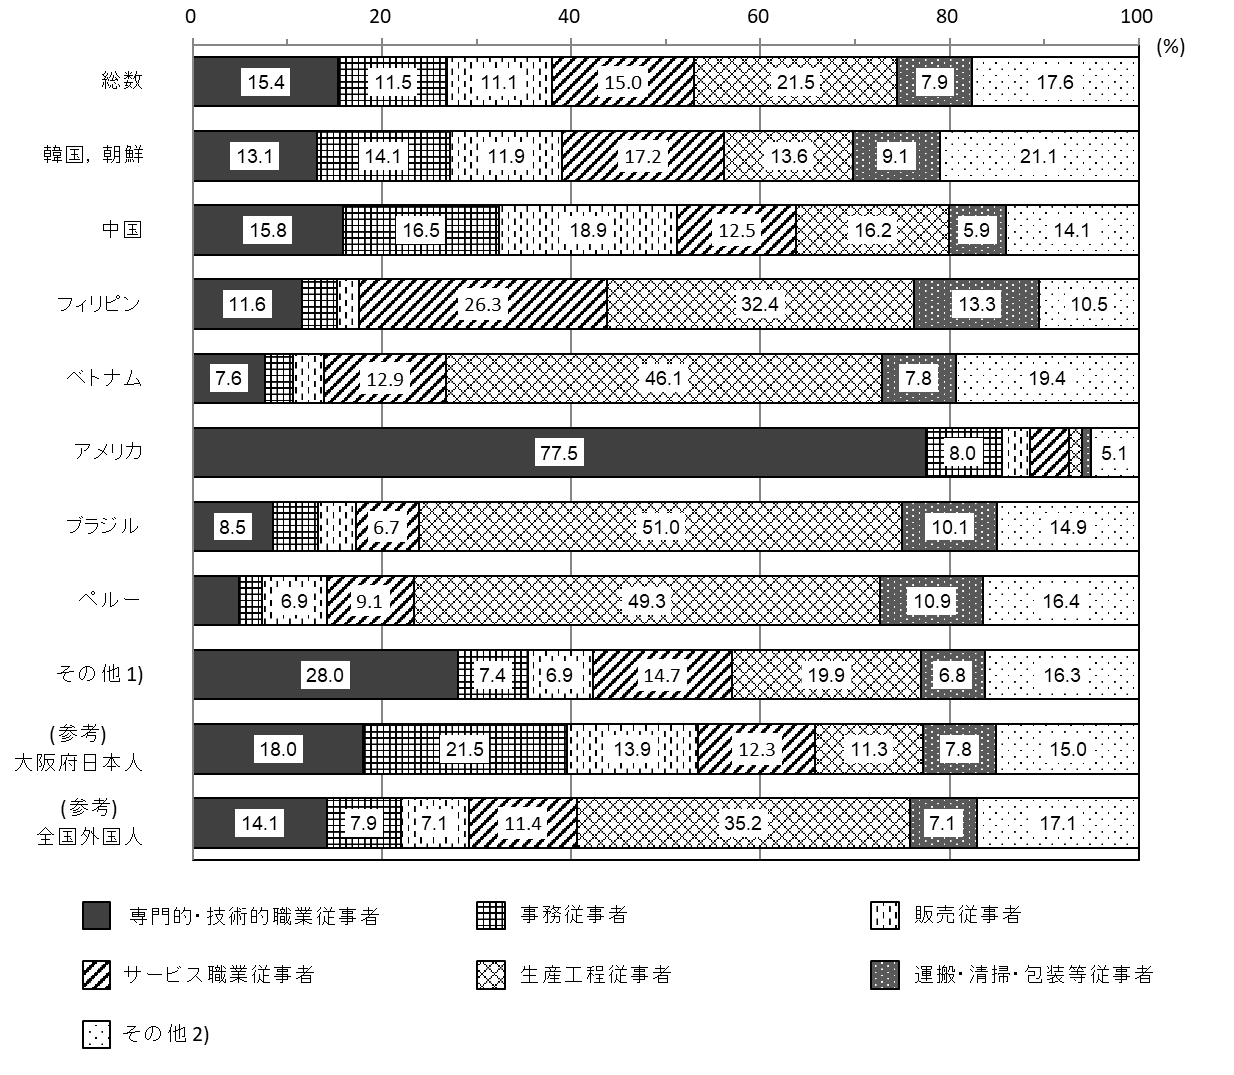 0 20 40 60 80 100
(%)
総数 15.4 11.5 11.1 15.0 21.5 7.9 17.6
韓国，朝鮮 13.1 14.1 11.9 17.2 13.6 9.1 21.1
中国 15.8 16.5 18.9 12.5 16.2 5.9 14.1
フィリピン 11.6 26.3 32.4 13.3 10.5
ベトナム 7.6 12.9 46.1 7.8 19.4
アメリカ 77.5 8.0 5.1
ブラジル 8.5 6.7 51.0 10.1 14.9
ペルー 6.9 9.1 49.3 10.9 16.4
その他1) 28.0 7.4 6.9 14.7 19.9 6.8 16.3
(参考)
大阪府日本人 18.0 21.5 13.9 12.3 11.3 7.8 15.0
(参考)
全国外国人 14.1 7.9 7.1 11.4 35.2 7.1 17.1
専門的・技術的職業従事者 事務従事者 販売従事者
サービス職業従事者 生産工程従事者 運搬・清掃・包装等従事者
その他2)